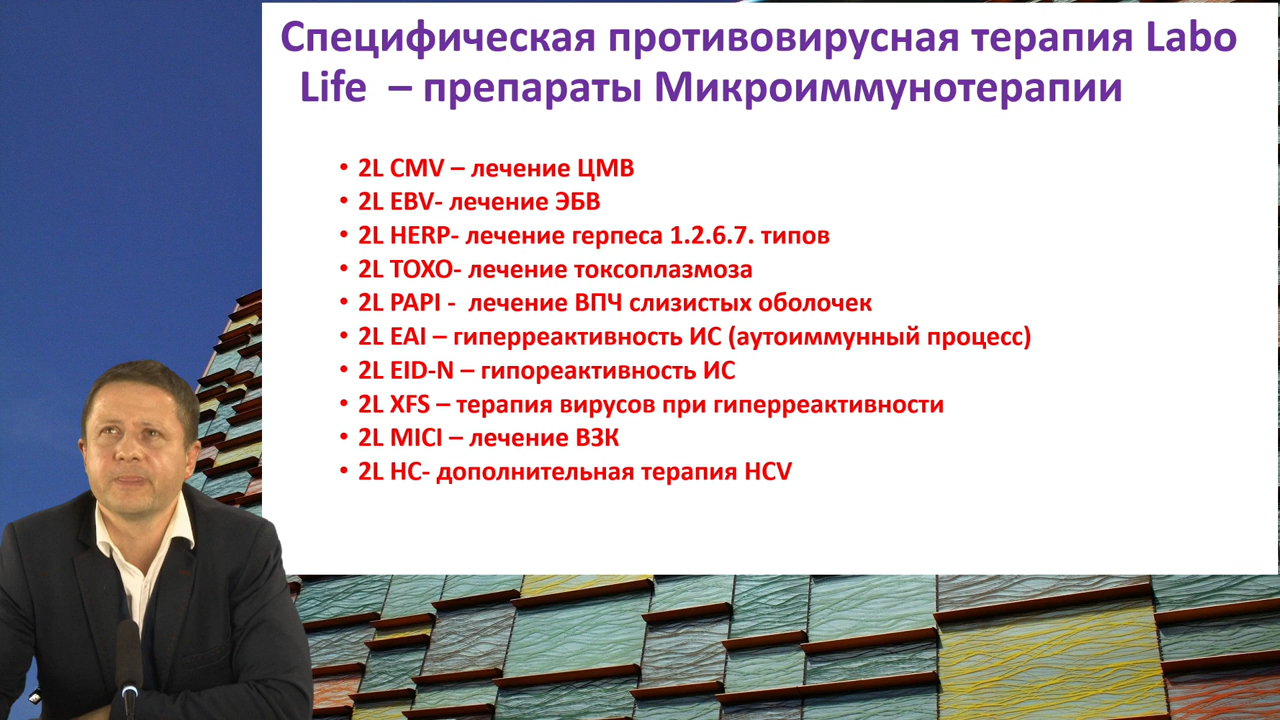 Специфическая противовирусная терапия Labo
Life – препараты Микроиммунотерапии
• 2L CMV – лечение ЦМВ
• 2L EBV- лечение ЭБВ
• 2L HERP- лечение герпеса 1.2.6.7. типов
• 2L TOXO- лечение токсоплазмоза
• 2L PAPI - лечение ВПЧ слизистых оболочек
• 2L EAI – гиперреактивность ИС (аутоиммунный процесс)
• 2L EID-N – гипореактивность ИС
• 2L XFS – терапия вирусов при гиперреактивности
• 2L MICI – лечение ВЗК
• 2L HC- дополнительная терапия HCV